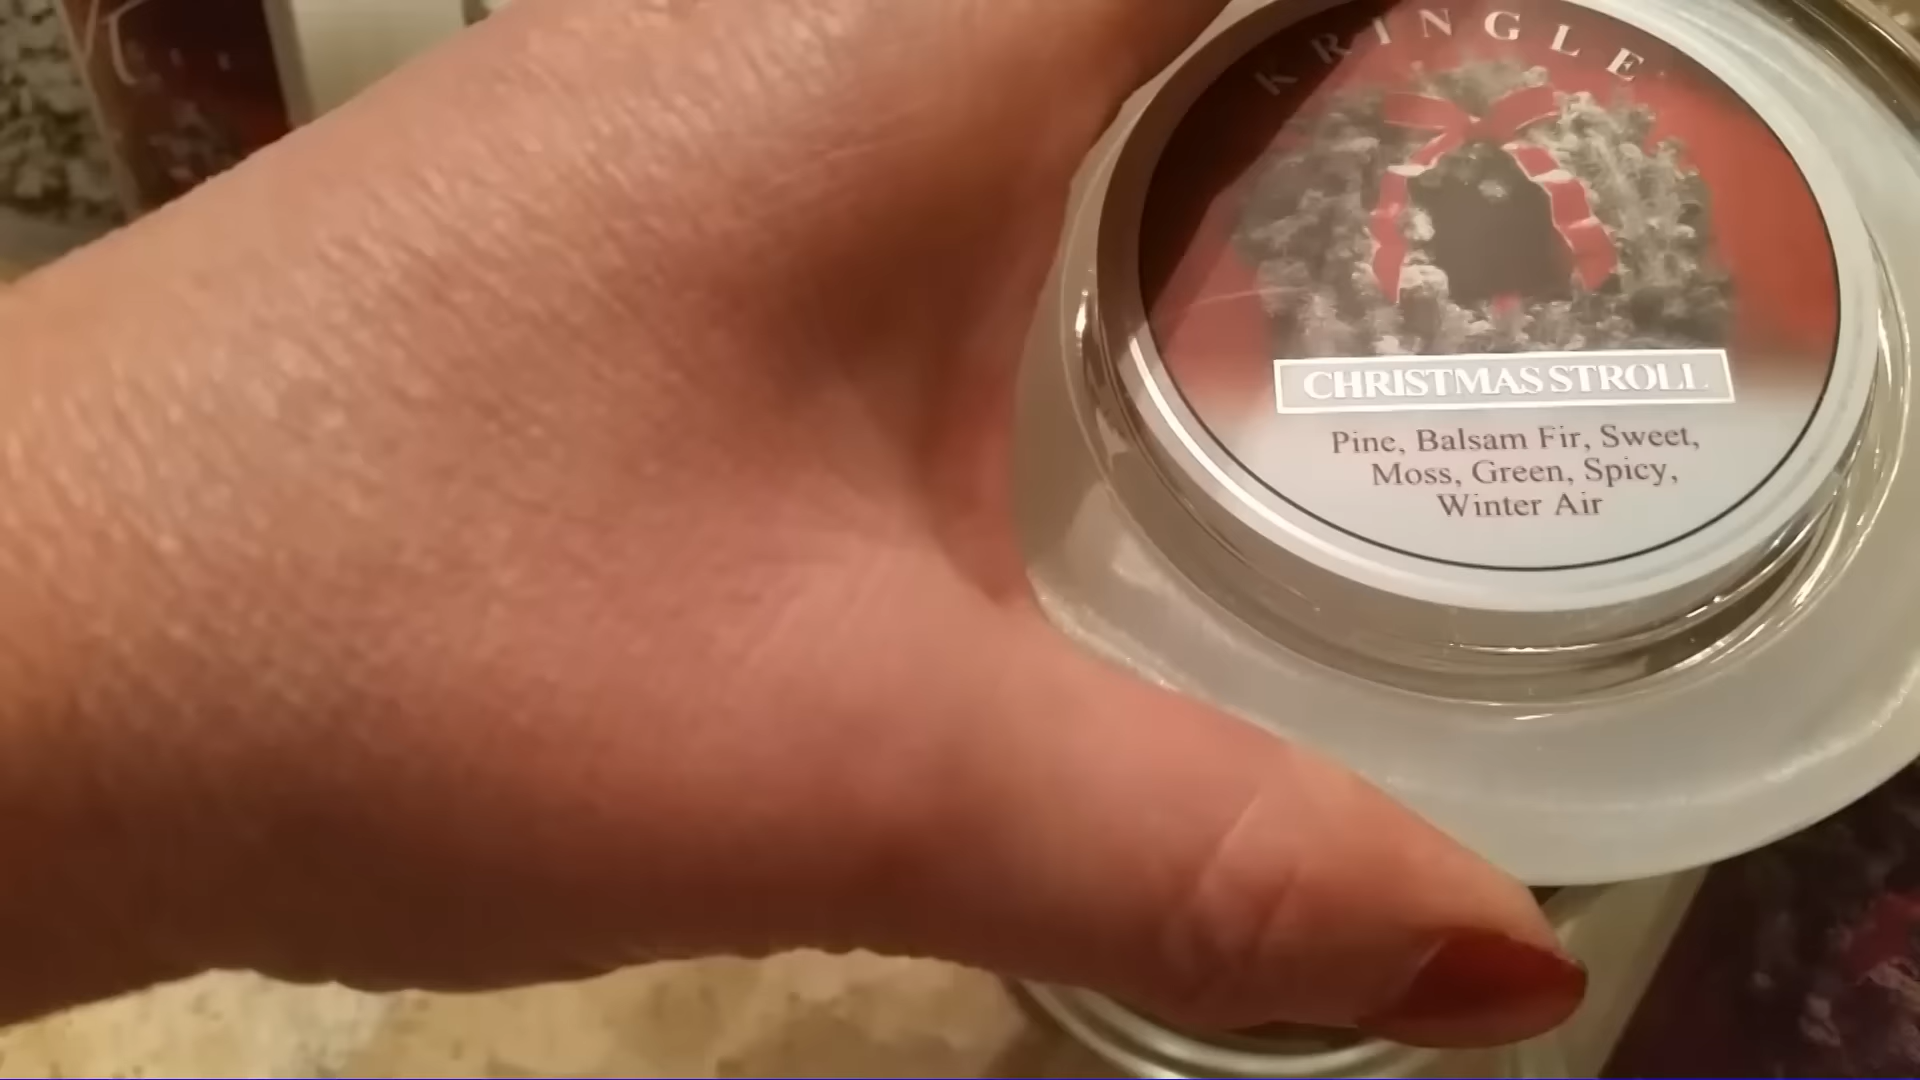 KRINGLE
CHRISTMAS STROLL
Pine, Balsam Fir, Sweet,
Moss, Green, Spicy,
Winter Air